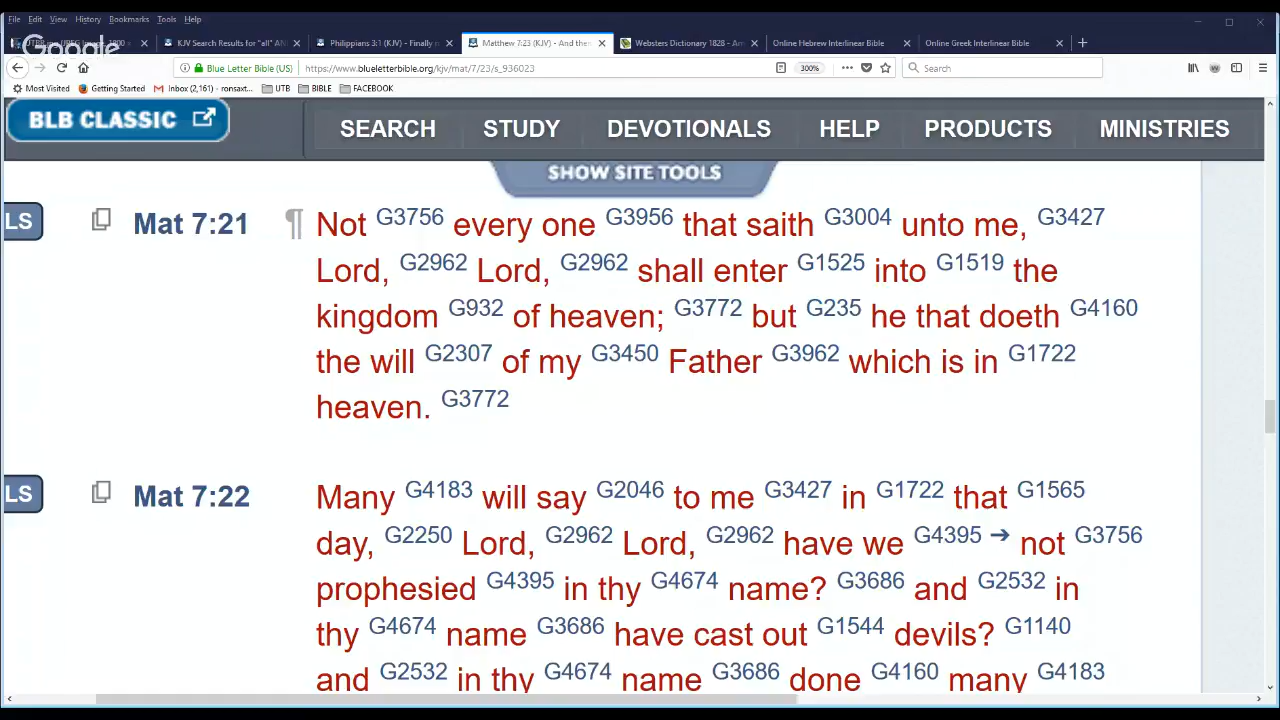 File Edit View History Bookmarks Tools Help
Google
KJV Search Results for "all" AN
Philippians 3:1 (KJV) - Finally
Matthew 7:23 (KJV) - And then
Websters Dictionary 1828 - Am
Online Hebrew Interlinear Bible
Online Greek Interlinear Bible
Blue Letter Bible (US) https://www.blueletterbible.org/kjv/mat/7/23/s_936023 300% Search
Most Visited Getting Started Inbox (2,161) - ronsaxt... UTB BIBLE FACEBOOK
BLB CLASSIC SEARCH STUDY DEVOTIONALS HELP PRODUCTS MINISTRIES
SHOW SITE TOOLS
LS Mat 7:21 ¶ Not G3756 every one G3956 that saith G3004 unto me, G3427
Lord, G2962 Lord, G2962 shall enter G1525 into G1519 the
kingdom G932 of heaven; G3772 but G235 he that doeth G4160
the will G2307 of my G3450 Father G3962 which is in G1722
heaven. G3772
LS Mat 7:22 Many G4183 will say G2046 to me G3427 in G1722 that G1565
day, G2250 Lord, G2962 Lord, G2962 have we G4395 ➔ not G3756
prophesied G4395 in thy G4674 name? G3686 and G2532 in
thy G4674 name G3686 have cast out G1544 devils? G1140
and G2532 in thy G4674 name G3686 done G4160 many G4183